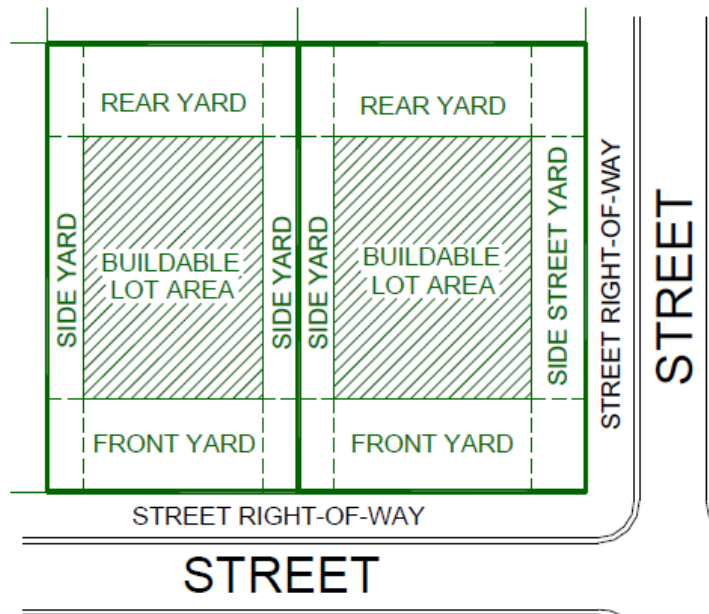 REAR YARD
REAR YARD
SIDE YARD
BUILDABLE
LOT AREA
SIDE YARD
SIDE YARD
BUILDABLE
LOT AREA
SIDE STREET YARD
STREET RIGHT-OF-WAY
STREET
FRONT YARD
FRONT YARD
STREET RIGHT-OF-WAY
STREET